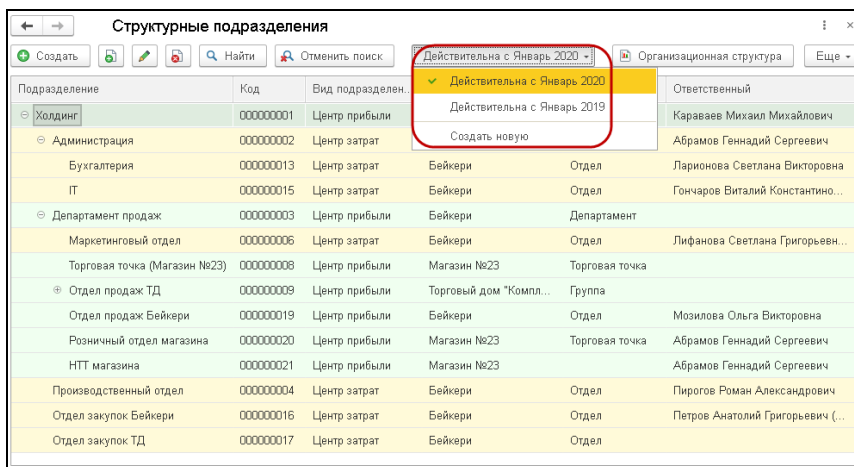 Структурные подразделения
Создать Найти Отменить поиск Действительна с Январь 2020 Организационная структура Еще
Подразделение Код Вид подразделен... Ответственный
Действительна с Январь 2020
Действительна с Январь 2019
Создать новую
Холдинг 000000001 Центр прибыли Караваев Михаил Михайлович
Администрация 000000002 Центр затрат Абрамов Геннадий Сергеевич
Бухгалтерия 000000013 Центр затрат Бейкери Отдел Ларионова Светлана Викторовна
IT 000000015 Центр затрат Бейкери Отдел Гончаров Виталий Константино...
Департамент продаж 000000003 Центр прибыли Бейкери Департамент
Маркетинговый отдел 000000006 Центр затрат Бейкери Отдел Лифанова Светлана Григорьевн...
Торговая точка (Магазин №23) 000000008 Центр прибыли Магазин №23 Торговая точка
Отдел продаж ТД 000000009 Центр прибыли Торговый дом "Компл... Группа
Отдел продаж Бейкери 000000019 Центр прибыли Бейкери Отдел Мозилова Ольга Викторовна
Розничный отдел магазина 000000020 Центр прибыли Магазин №23 Торговая точка Абрамов Геннадий Сергеевич
НТТ магазина 000000021 Центр прибыли Магазин №23 Абрамов Геннадий Сергеевич
Производственный отдел 000000004 Центр затрат Бейкери Отдел Пирогов Роман Александрович
Отдел закупок Бейкери 000000016 Центр затрат Бейкери Отдел Петров Анатолий Григорьевич (...
Отдел закупок ТД 000000017 Центр затрат Бейкери Отдел